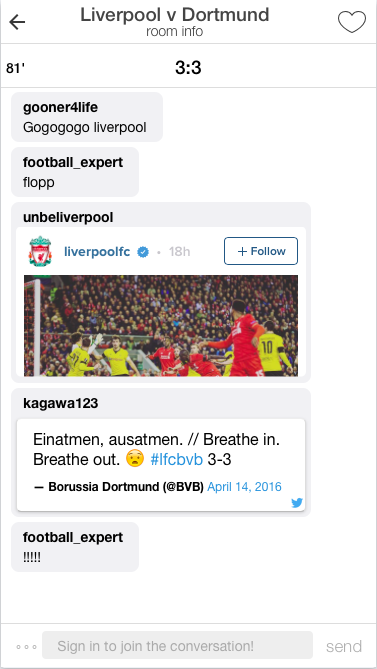 Liverpool v Dortmund
room info
81'
3:3
gooner4life
Gogogogo liverpool
football_expert
flopp
unbeliverpool
liverpoolfc · 18h
+ Follow
10
kagawa123
Einatmen, ausatmen. // Breathe in.
Breathe out. 😧 #lfcbvb 3-3
— Borussia Dortmund (@BVB) April 14, 2016
football_expert
!!!!!
Sign in to join the conversation!
send